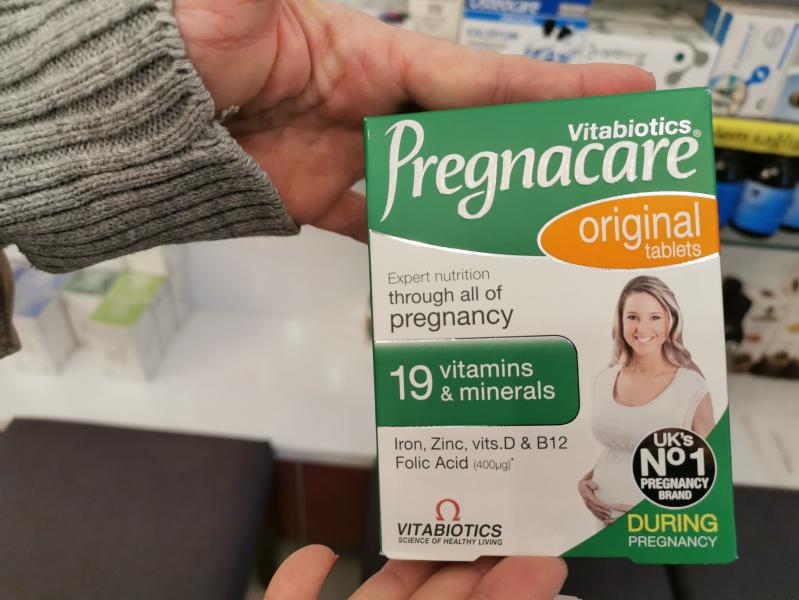 Osteocare
Vitabiotics®
Pregnacare
original
tablets
Expert nutrition
through all of
pregnancy
19 vitamins
& minerals
Iron, Zinc, vits.D & B12
Folic Acid (400µg)*
UK's
Nº1
PREGNANCY
BRAND
VITABIOTICS
SCIENCE OF HEALTHY LIVING
DURING
PREGNANCY